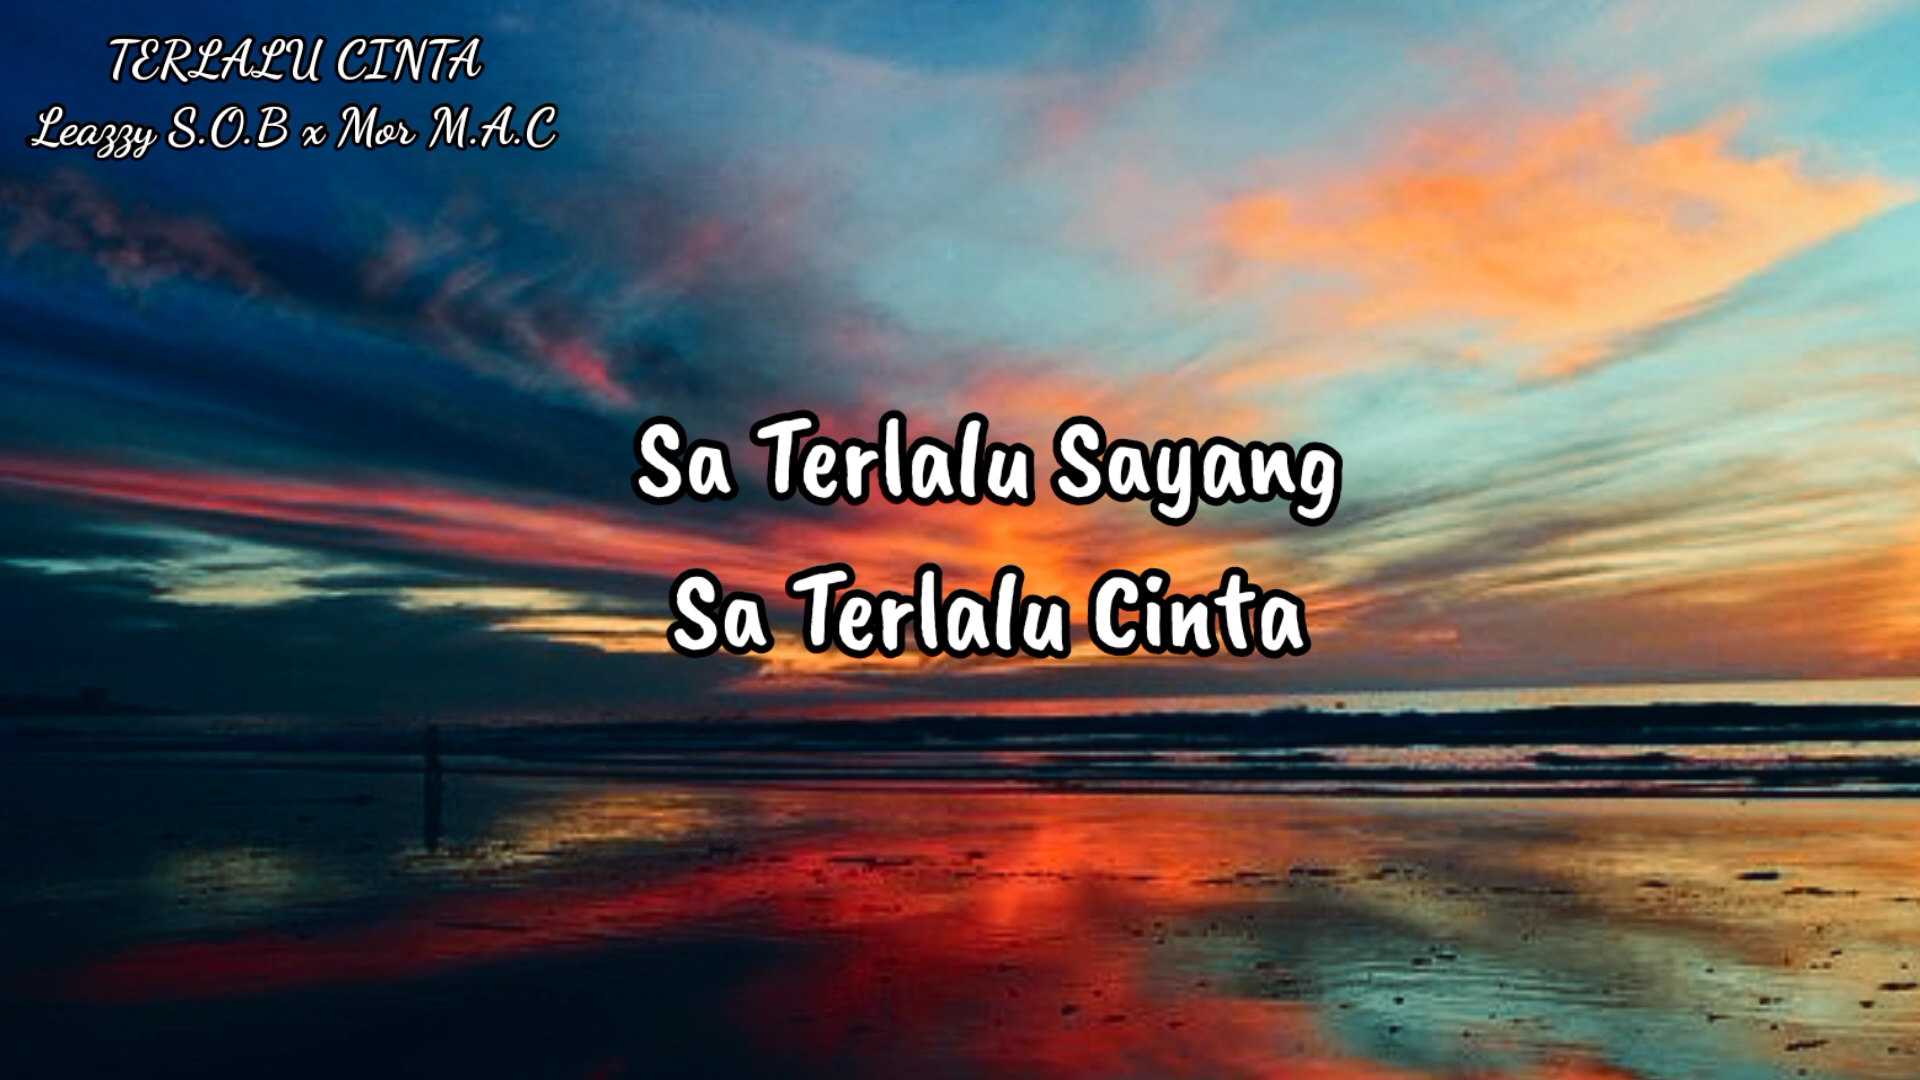 TERLALU CINTA
Leazzy S.O.B x Mor M.A.C
Sa Terlalu Sayang
Sa Terlalu Cinta